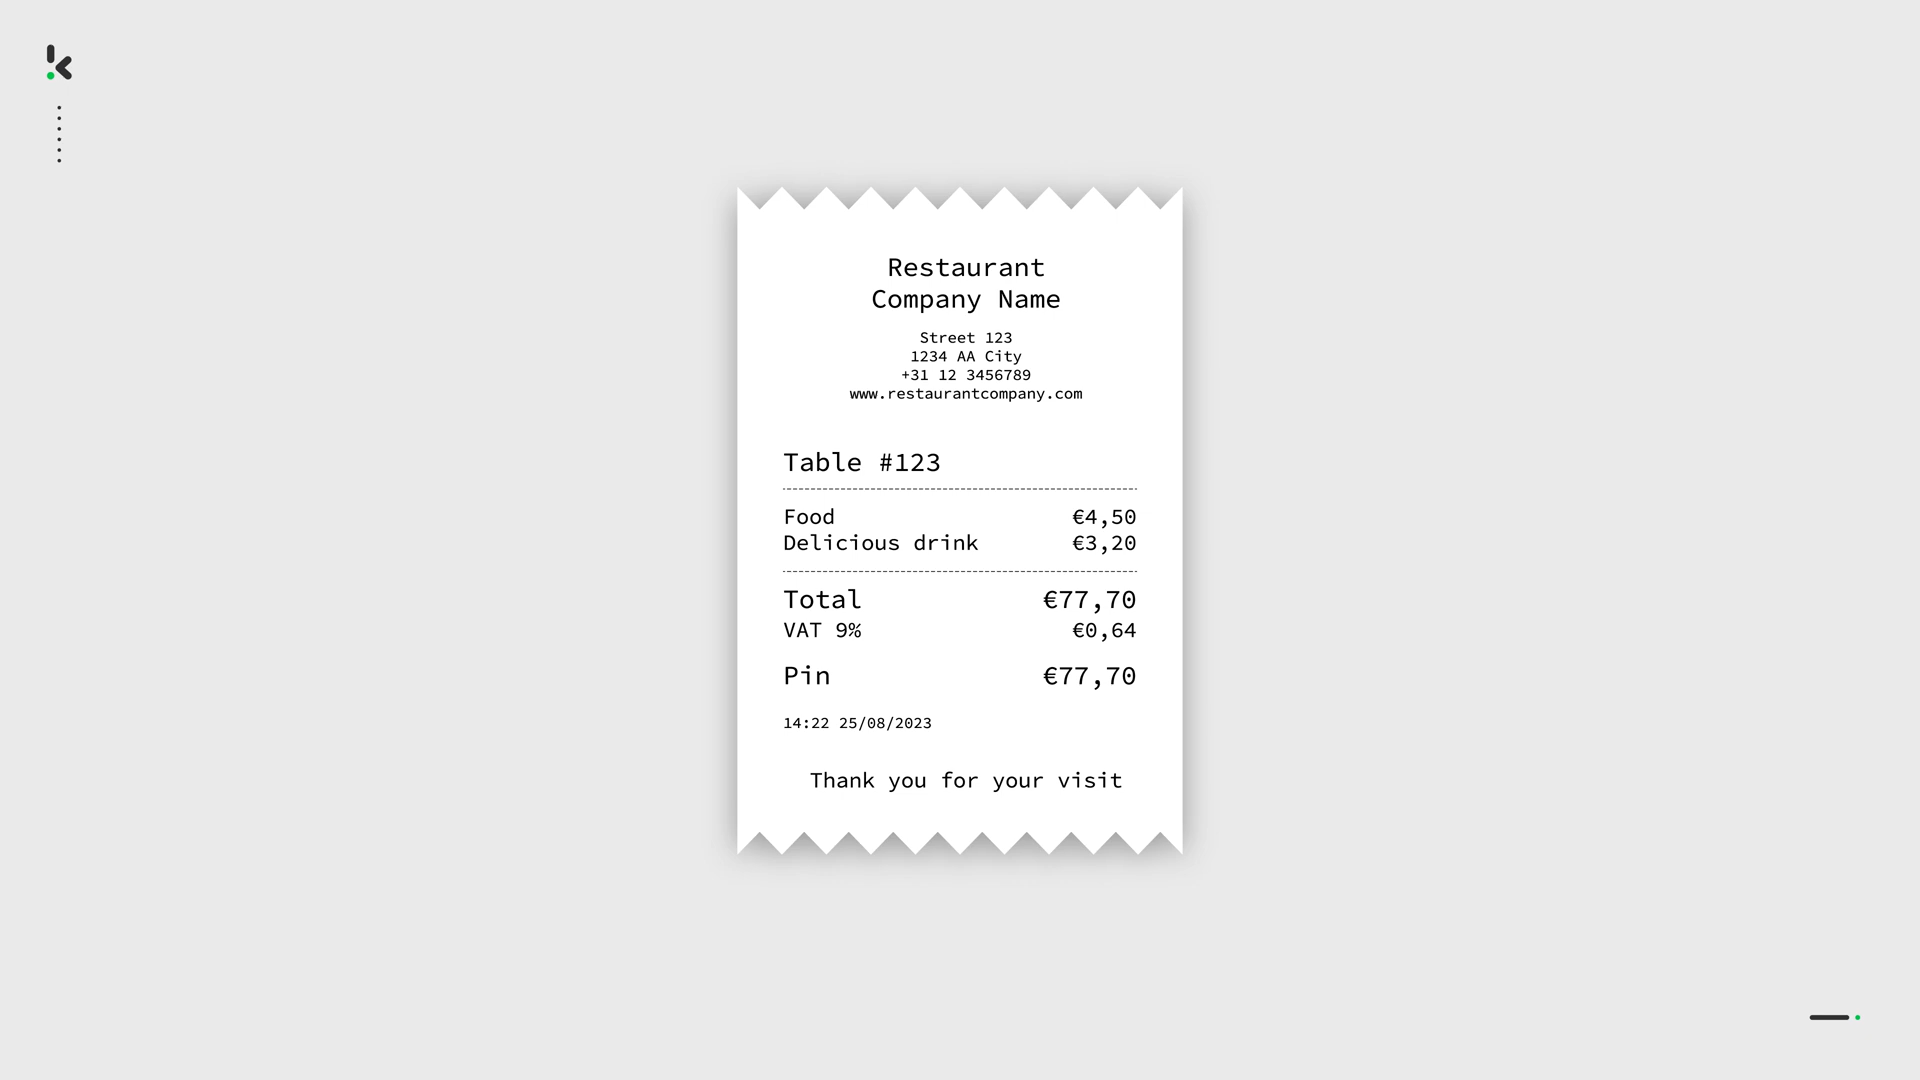 Restaurant
Company Name
Street 123
1234 AA City
+31 12 3456789
www.restaurantcompany.com
Table #123
Food €4,50
Delicious drink €3,20
Total €77,70
VAT 9% €0,64
Pin €77,70
14:22 25/08/2023
Thank you for your visit